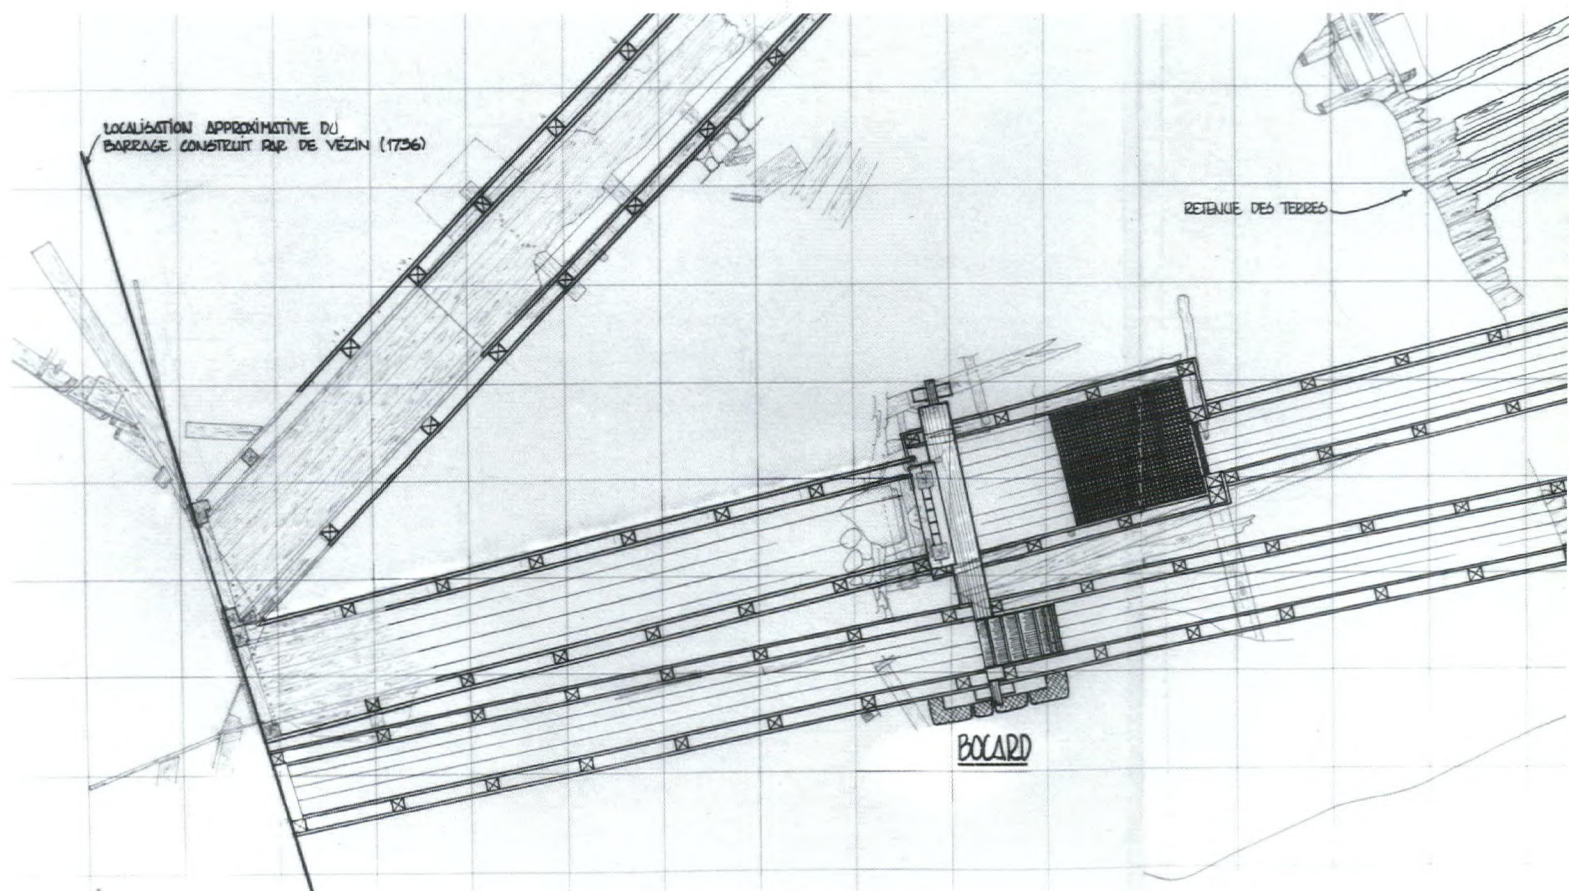 LOCALISATION APPROXIMATIVE DU
BARRAGE CONSTRUIT PAR DE VÉZIN (1736)
RETENUE DES TERRES
BOCARD